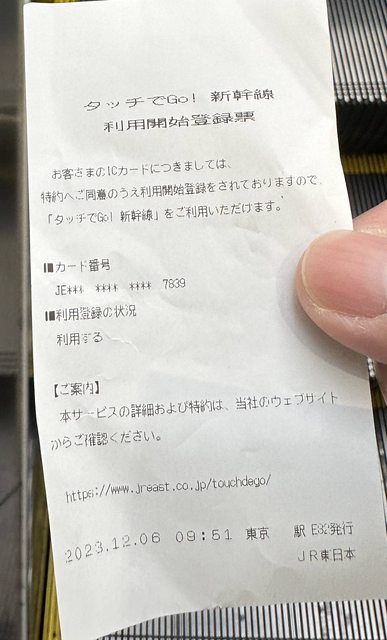 タッチでGo! 新幹線
利用開始登録票
お客さまのICカードにつきましては、
特約へご同意のうえ利用開始登録をされておりますので、
「タッチでGo! 新幹線」をご利用いただけます。
■カード番号
JE*** **** **** 7839
■利用登録の状況
利用する
【ご案内】
本サービスの詳細および特約は、当社のウェブサイト
からご確認ください。
https://www.jreast.co.jp/touchdego/
2023.12.06 09:51 東京 駅 E32発行
JR東日本